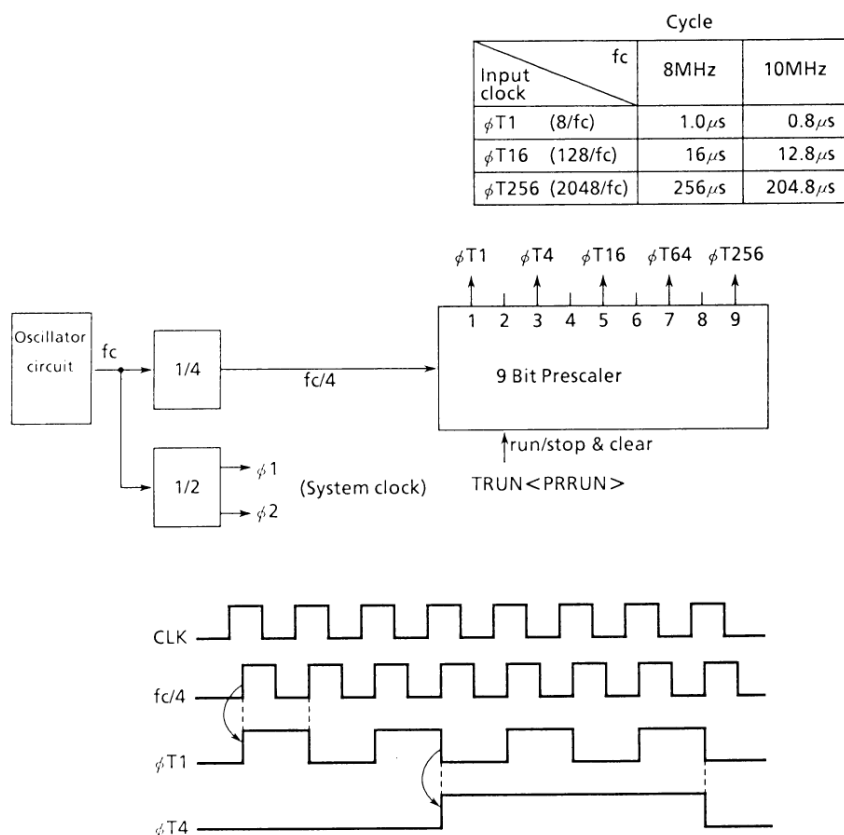 Cycle
fc
Input
clock
8MHz
10MHz
φT1 (8/fc) 1.0μs 0.8μs
φT16 (128/fc) 16μs 12.8μs
φT256 (2048/fc) 256μs 204.8μs
φT1 φT4 φT16 φT64 φT256
1 2 3 4 5 6 7 8 9
Oscillator
circuit
fc
1/4
fc/4
9 Bit Prescaler
run/stop & clear
TRUN<PRRUN>
1/2
φ1
(System clock)
φ2
CLK
fc/4
φT1
φT4